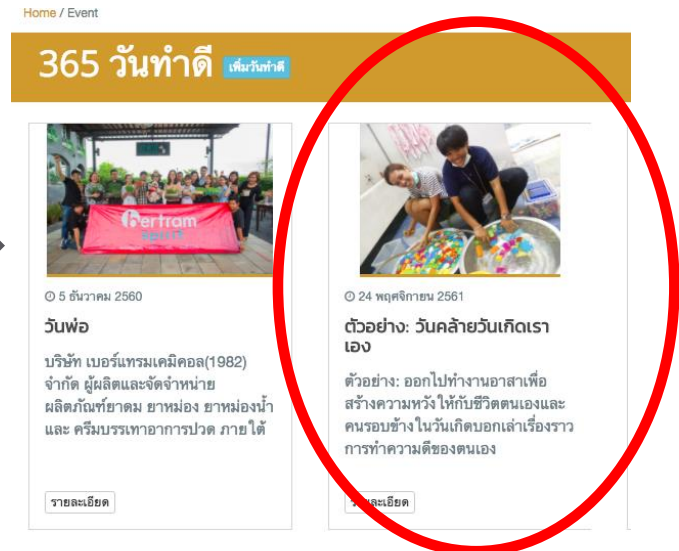 Home / Event
365 วันทำดี เพิ่มวันทำดี
Bertram
5 ธันวาคม 2560
วันพ่อ
บริษัท เบอร์แทรมเคมิคอล(1982)
จำกัด ผู้ผลิตและจัดจำหน่าย
ผลิตภัณฑ์ยาดม ยาหม่อง ยาหม่องน้ำ
และ ครีมบรรเทาอาการปวด ภายใต้
รายละเอียด
24 พฤศจิกายน 2561
ตัวอย่าง: วันคล้ายวันเกิดเรา
เอง
ตัวอย่าง: ออกไปทำงานอาสาเพื่อ
สร้างความหวังให้กับชีวิตตนเองและ
คนรอบข้างในวันเกิดบอกเล่าเรื่องราว
การทำความดีของตนเอง
รายละเอียด